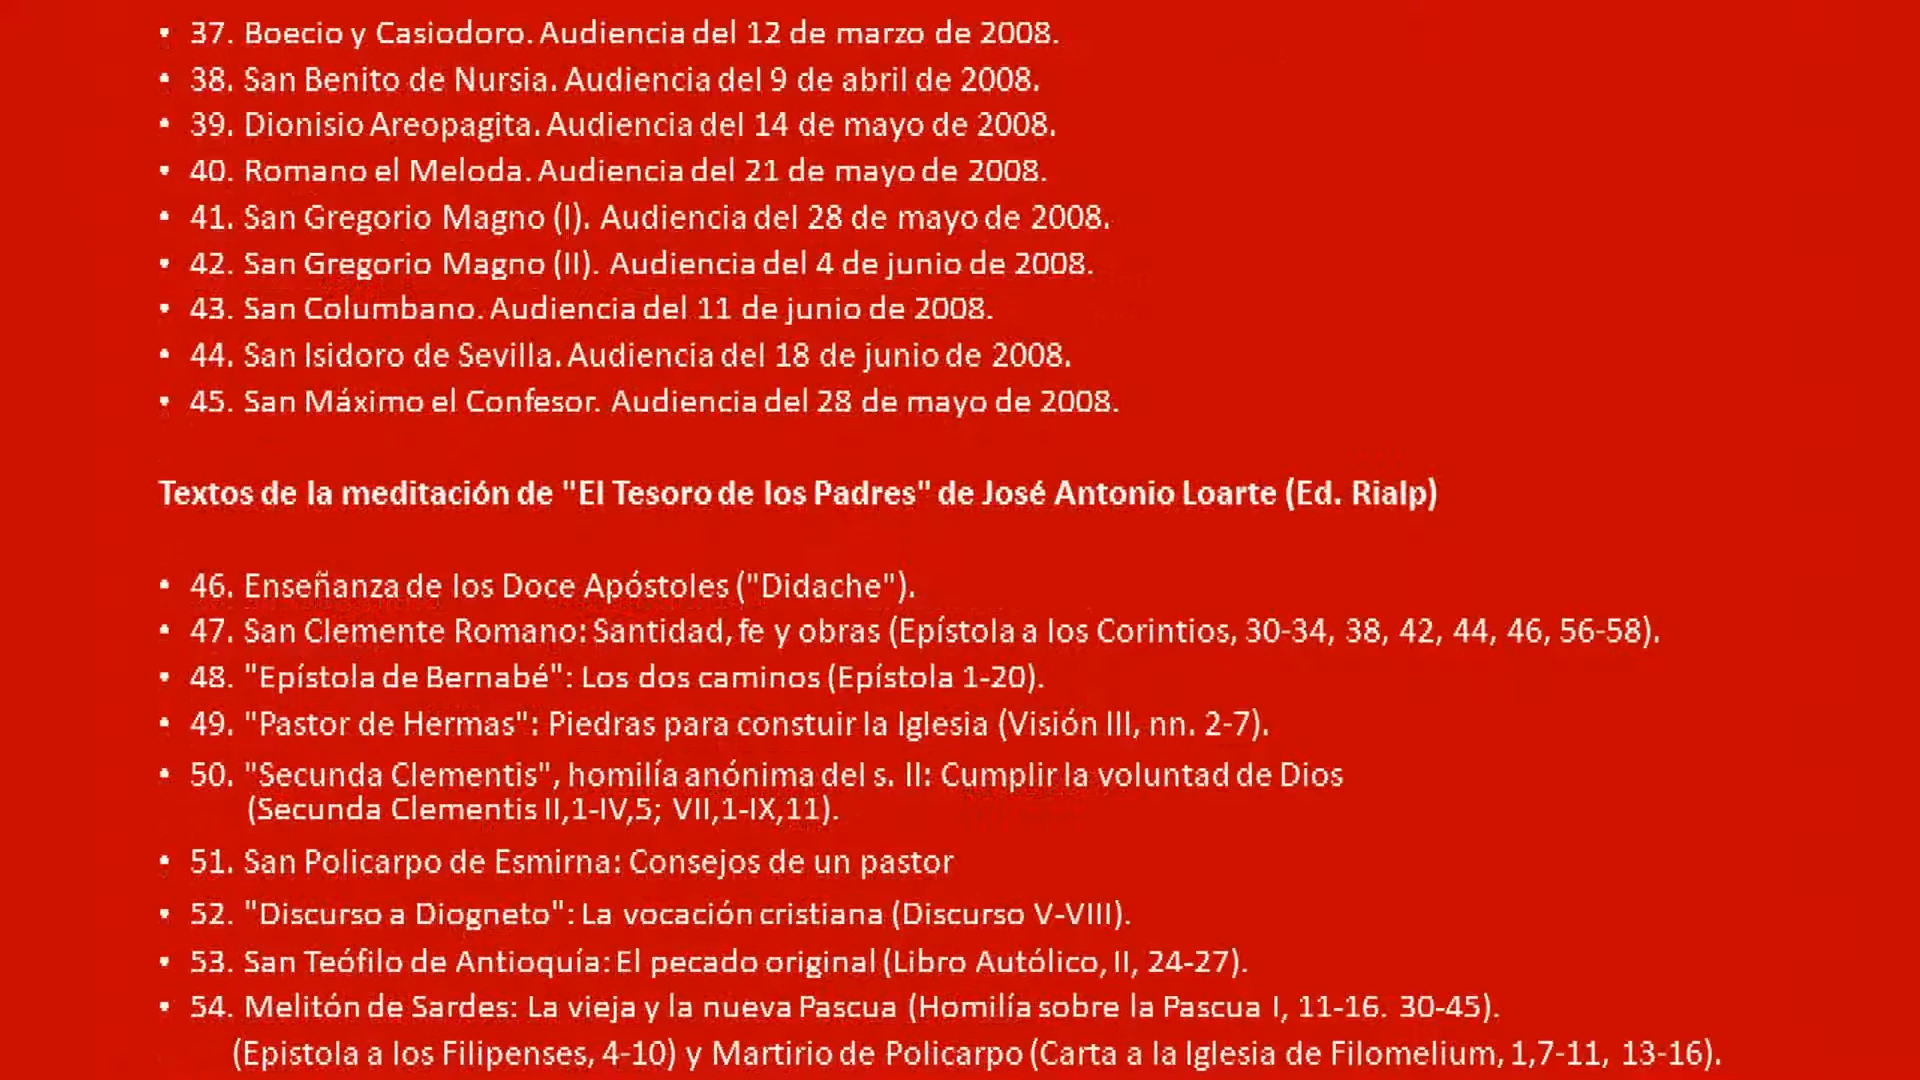 • 37. Boecio y Casiodoro. Audiencia del 12 de marzo de 2008.
• 38. San Benito de Nursia. Audiencia del 9 de abril de 2008.
• 39. Dionisio Areopagita. Audiencia del 14 de mayo de 2008.
• 40. Romano el Meloda. Audiencia del 21 de mayo de 2008.
• 41. San Gregorio Magno (I). Audiencia del 28 de mayo de 2008.
• 42. San Gregorio Magno (II). Audiencia del 4 de junio de 2008.
• 43. San Columbano. Audiencia del 11 de junio de 2008.
• 44. San Isidoro de Sevilla. Audiencia del 18 de junio de 2008.
• 45. San Máximo el Confesor. Audiencia del 28 de mayo de 2008.
Textos de la meditación de "El Tesoro de los Padres" de José Antonio Loarte (Ed. Rialp)
• 46. Enseñanza de los Doce Apóstoles ("Didache").
• 47. San Clemente Romano: Santidad, fe y obras (Epístola a los Corintios, 30-34, 38, 42, 44, 46, 56-58).
• 48. "Epístola de Bernabé": Los dos caminos (Epístola 1-20).
• 49. "Pastor de Hermas": Piedras para constuir la Iglesia (Visión III, nn. 2-7).
• 50. "Secunda Clementis", homilía anónima del s. II: Cumplir la voluntad de Dios
(Secunda Clementis II,1-IV,5; VII,1-IX,11).
• 51. San Policarpo de Esmirna: Consejos de un pastor
• 52. "Discurso a Diogneto": La vocación cristiana (Discurso V-VIII).
• 53. San Teófilo de Antioquía: El pecado original (Libro Autólico, II, 24-27).
• 54. Melitón de Sardes: La vieja y la nueva Pascua (Homilía sobre la Pascua I, 11-16. 30-45).
(Epistola a los Filipenses, 4-10) y Martirio de Policarpo (Carta a la Iglesia de Filomelium, 1,7-11, 13-16).